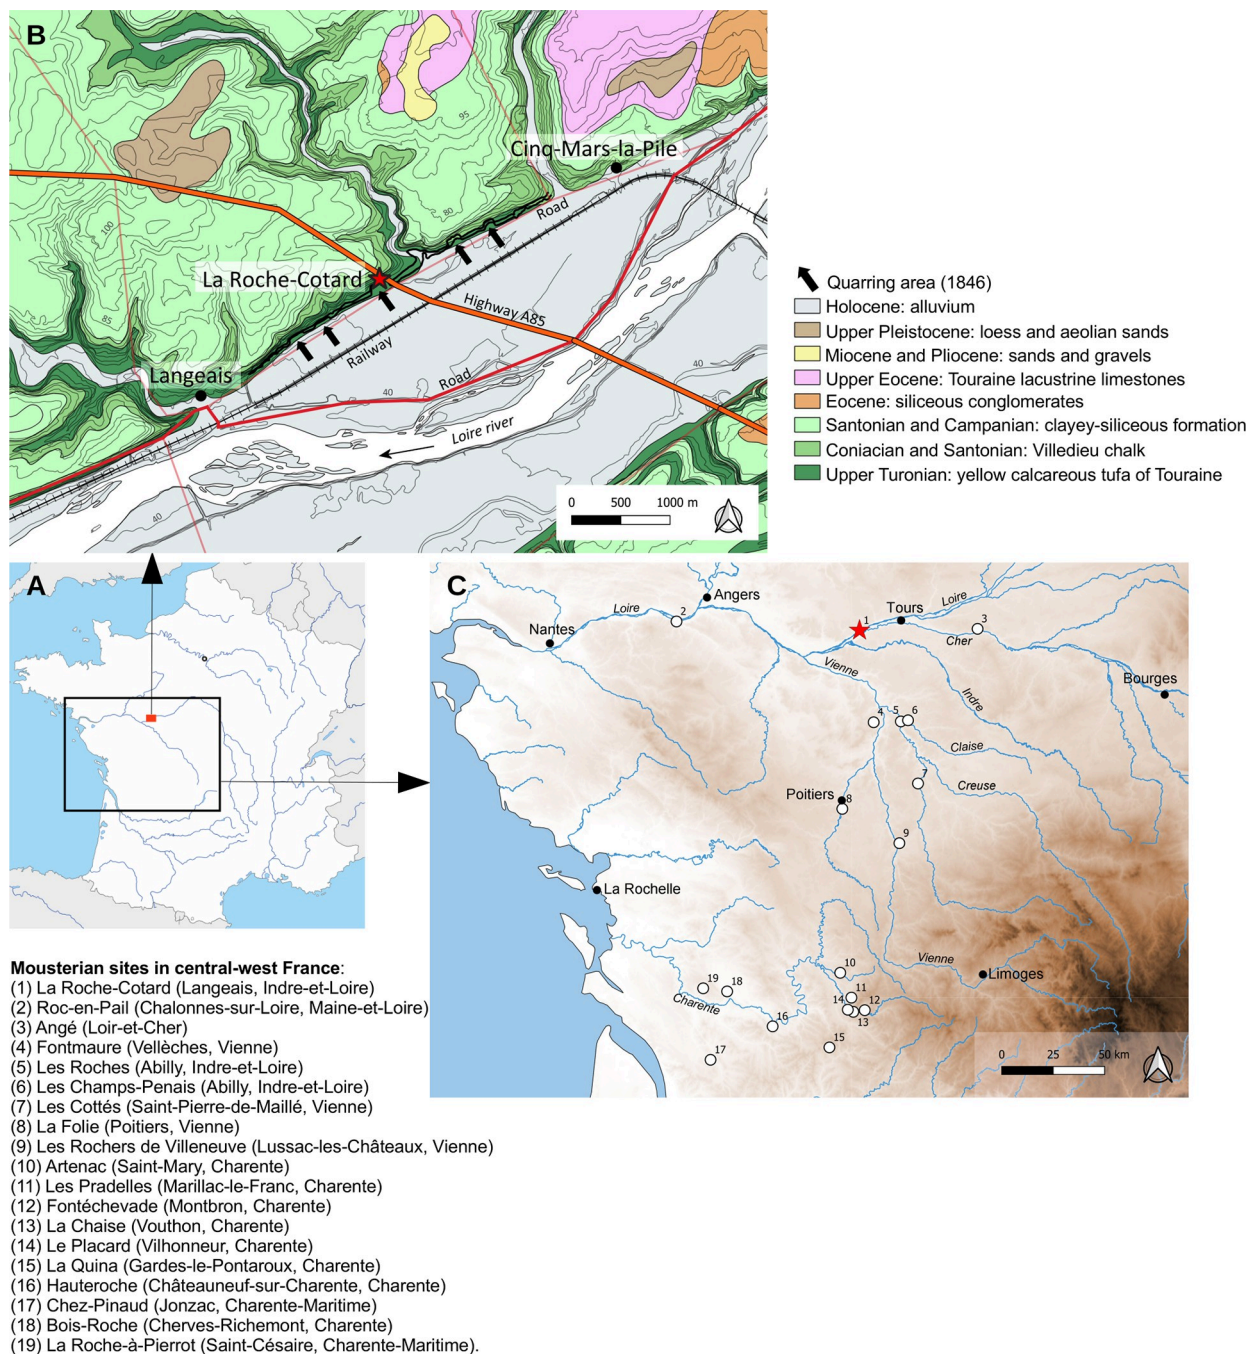 B
95
100
80
85
40
40
40
Cinq-Mars-la-Pile
Road
La Roche-Cotard
Highway A85
Railway
Langeais
Road
Loire river
0 500 1000 m
Quarring area (1846)
Holocene: alluvium
Upper Pleistocene: loess and aeolian sands
Miocene and Pliocene: sands and gravels
Upper Eocene: Touraine lacustrine limestones
Eocene: siliceous conglomerates
Santonian and Campanian: clayey-siliceous formation
Coniacian and Santonian: Villedieu chalk
Upper Turonian: yellow calcareous tufa of Touraine
A
C
Angers
Loire
2
Nantes
1
Tours
Loire
3
Cher
Vienne
Bourges
Indre
4
5
6
Claise
7
Creuse
Poitiers
8
9
La Rochelle
Vienne
Limoges
10
19
18
11
14
12
13
Charente
16
15
17
0 25 50 km
Mousterian sites in central-west France:
(1) La Roche-Cotard (Langeais, Indre-et-Loire)
(2) Roc-en-Pail (Chalonnes-sur-Loire, Maine-et-Loire)
(3) Angé (Loir-et-Cher)
(4) Fontmaure (Vellèches, Vienne)
(5) Les Roches (Abilly, Indre-et-Loire)
(6) Les Champs-Penais (Abilly, Indre-et-Loire)
(7) Les Cottés (Saint-Pierre-de-Maillé, Vienne)
(8) La Folie (Poitiers, Vienne)
(9) Les Rochers de Villeneuve (Lussac-les-Châteaux, Vienne)
(10) Artenac (Saint-Mary, Charente)
(11) Les Pradelles (Marillac-le-Franc, Charente)
(12) Fontéchevade (Montbron, Charente)
(13) La Chaise (Vouthon, Charente)
(14) Le Placard (Vilhonneur, Charente)
(15) La Quina (Gardes-le-Pontaroux, Charente)
(16) Hauteroche (Châteauneuf-sur-Charente, Charente)
(17) Chez-Pinaud (Jonzac, Charente-Maritime)
(18) Bois-Roche (Cherves-Richemont, Charente)
(19) La Roche-à-Pierrot (Saint-Césaire, Charente-Maritime).